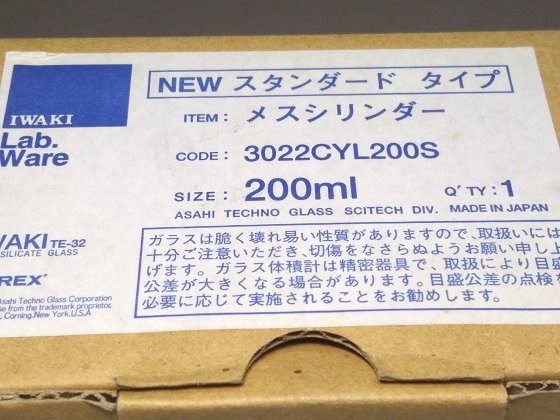 IWAKI
Lab.
Ware
NEW スタンダード タイプ
ITEM: メスシリンダー
CODE: 3022CYL200S
SIZE: 200ml Q'TY: 1
ASAHI TECHNO GLASS SCITECH DIV. MADE IN JAPAN
WAKI TE-32
SILICATE GLASS
REX®
Asahi Techno Glass Corporation
se from the trademark proprietor,
, Corning, New York, U.S.A
ガラスは脆く壊れ易い性質がありますので、取扱いには
十分ご注意いただき、切傷をなさらぬようお願い申し上
げます。ガラス体積計は精密器具で、取扱により目盛
公差が大きくなる場合があります。目盛公差の点検を
必要に応じて実施されることをお勧めします。